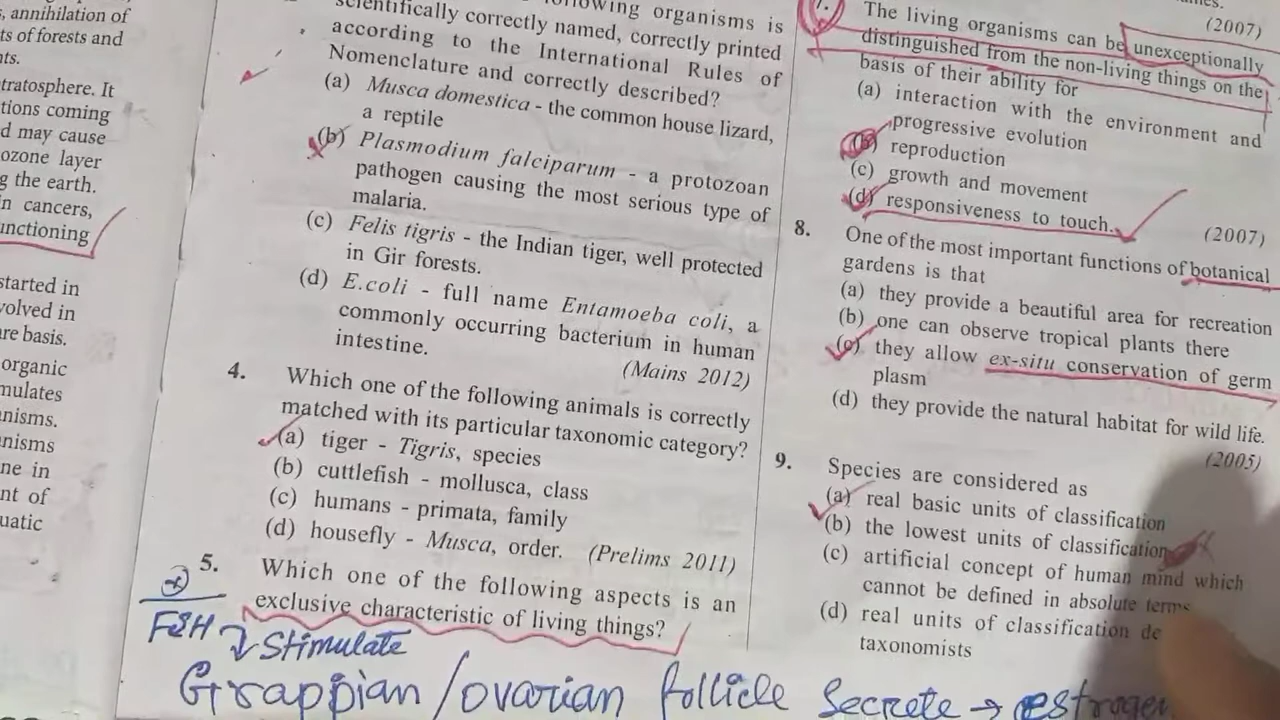 , annihilation of
ts of forests and
nts.
tratosphere. It
tions coming
d may cause
ozone layer
g the earth.
in cancers,
unctioning
started in
volved in
are basis.
organic
mulates
nisms.
nisms
ne in
nt of
uatic
organisms is
scientifically correctly named, correctly printed
according to the International Rules of
Nomenclature and correctly described?
(a) Musca domestica - the common house lizard,
a reptile
(b) Plasmodium falciparum - a protozoan
pathogen causing the most serious type of
malaria.
(c) Felis tigris - the Indian tiger, well protected
in Gir forests.
(d) E.coli - full name Entamoeba coli, a
commonly occurring bacterium in human
intestine.
(Mains 2012)
4. Which one of the following animals is correctly
matched with its particular taxonomic category?
(a) tiger - Tigris, species
(b) cuttlefish - mollusca, class
(c) humans - primata, family
(d) housefly - Musca, order. (Prelims 2011)
5. Which one of the following aspects is an
exclusive characteristic of living things?
FSH
Stimulate
Grappian / ovarian follicle Secrete → estrogen
(2007)
7. The living organisms can be unexceptionally
distinguished from the non-living things on the
basis of their ability for
(a) interaction with the environment and
progressive evolution
(b) reproduction
(c) growth and movement
(d) responsiveness to touch.
(2007)
8. One of the most important functions of botanical
gardens is that
(a) they provide a beautiful area for recreation
(b) one can observe tropical plants there
(c) they allow ex-situ conservation of germ
plasm
(d) they provide the natural habitat for wild life.
(2005)
9. Species are considered as
(a) real basic units of classification
(b) the lowest units of classification
(c) artificial concept of human mind which
cannot be defined in absolute terms
(d) real units of classification de
taxonomists